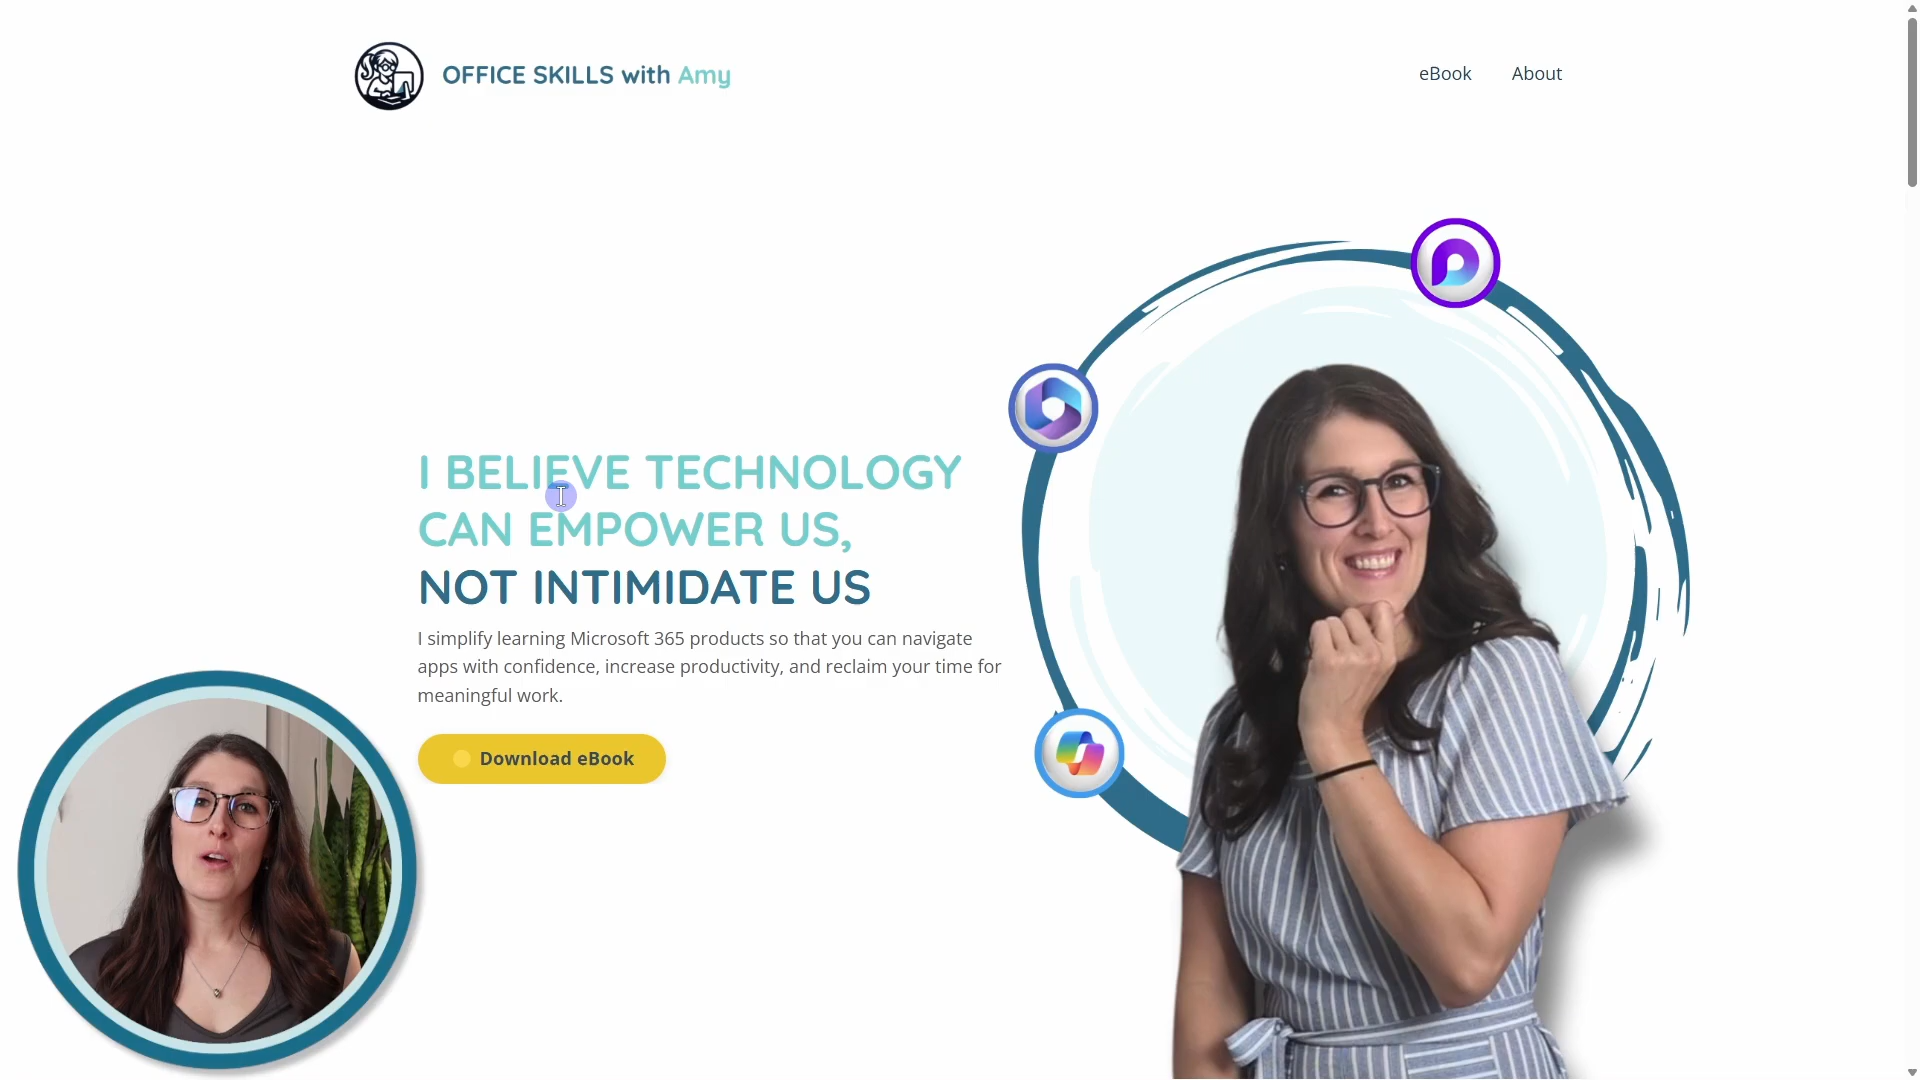 OFFICE SKILLS with Amy
eBook
About
I BELIEVE TECHNOLOGY
CAN EMPOWER US,
NOT INTIMIDATE US
I simplify learning Microsoft 365 products so that you can navigate
apps with confidence, increase productivity, and reclaim your time for
meaningful work.
Download eBook